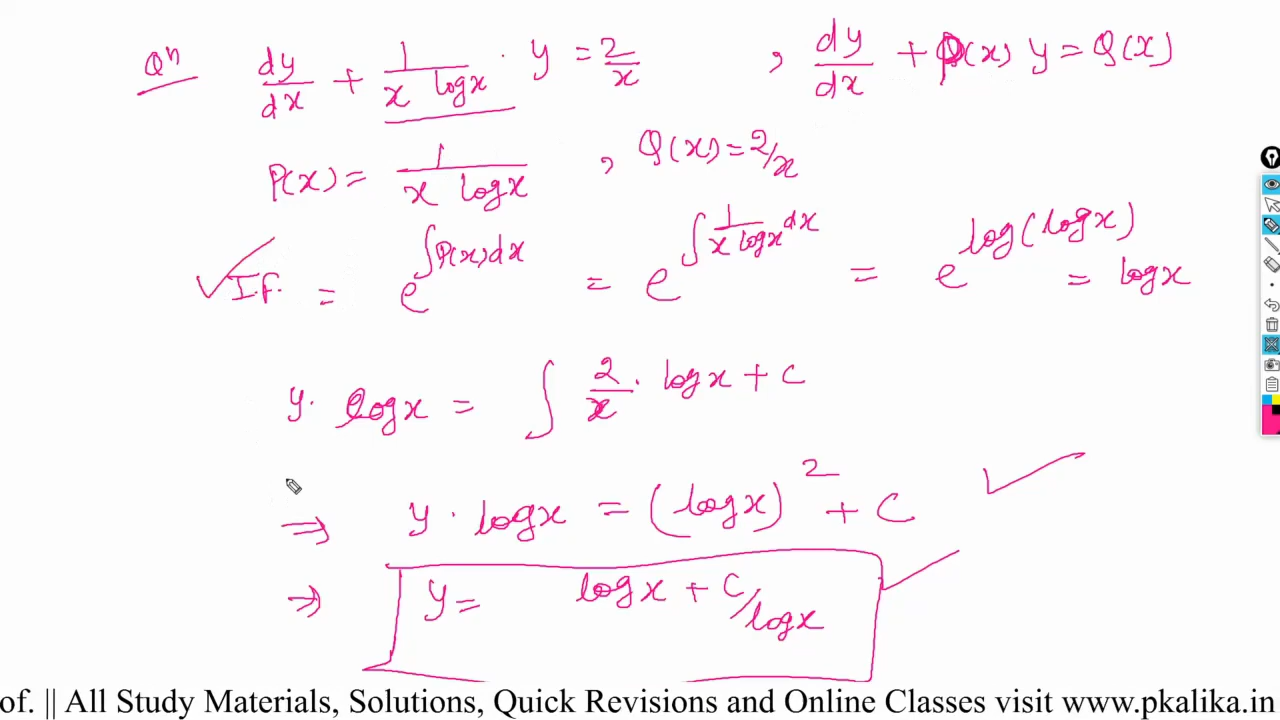 Qⁿ dy/dx + 1/(x logx) · y = 2/x , dy/dx + P(x) y = Q(x)
P(x) = 1/(x logx) , Q(x) = 2/x
I.F. = e^∫P(x)dx = e^∫1/(x logx) dx = e^log(logx) = logx
y · logx = ∫ 2/x · logx + c
⇒ y · logx = (logx)² + C
⇒ y = logx + C/logx
of. || All Study Materials, Solutions, Quick Revisions and Online Classes visit www.pkalika.in